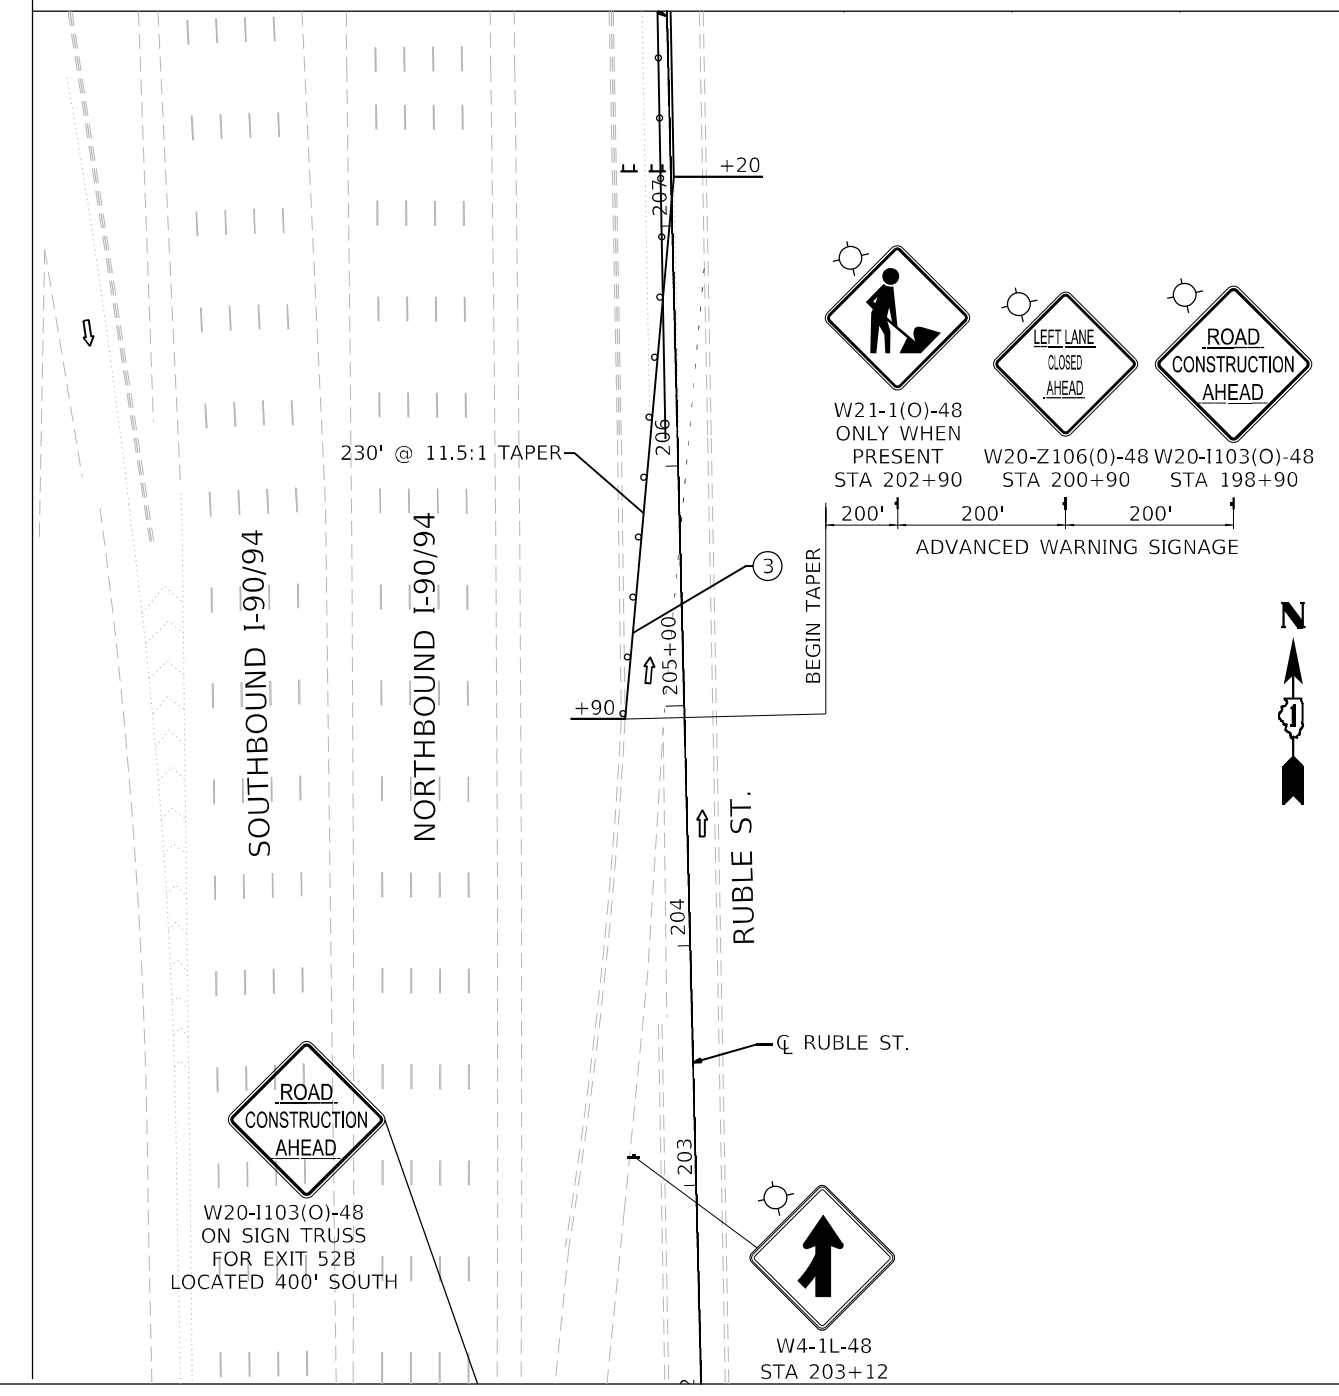 +20
207
LEFT LANE
CLOSED
AHEAD
ROAD
CONSTRUCTION
AHEAD
W21-1(O)-48
ONLY WHEN
PRESENT
STA 202+90
W20-Z106(0)-48
STA 200+90
W20-I103(O)-48
STA 198+90
200'
200'
200'
ADVANCED WARNING SIGNAGE
206
230' @ 11.5:1 TAPER
SOUTHBOUND I-90/94
NORTHBOUND I-90/94
3
BEGIN TAPER
205+00
+90
N
1
RUBLE ST.
204
℄ RUBLE ST.
203
ROAD
CONSTRUCTION
AHEAD
W20-I103(O)-48
ON SIGN TRUSS
FOR EXIT 52B
LOCATED 400' SOUTH
W4-1L-48
STA 203+12